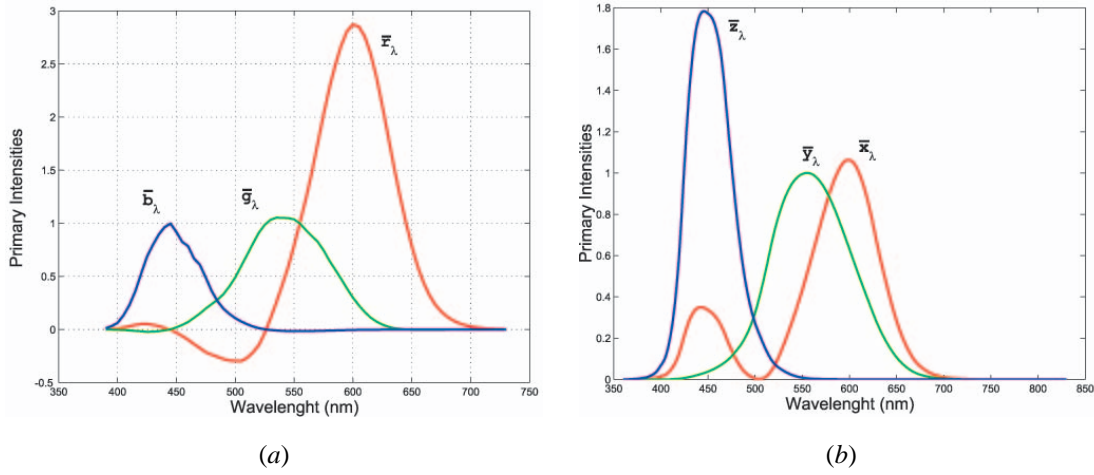 3
2.5
2
1.5
1
0.5
0
-0.5
350 400 450 500 550 600 650 700 750
Primary Intensities
Wavelenght (nm)
b̄λ
ḡλ
r̄λ
(a)
1.8
1.6
1.4
1.2
1
0.8
0.6
0.4
0.2
0
350 400 450 500 550 600 650 700 750 800 850
Primary Intensities
Wavelenght (nm)
z̄λ
ȳλ
x̄λ
(b)